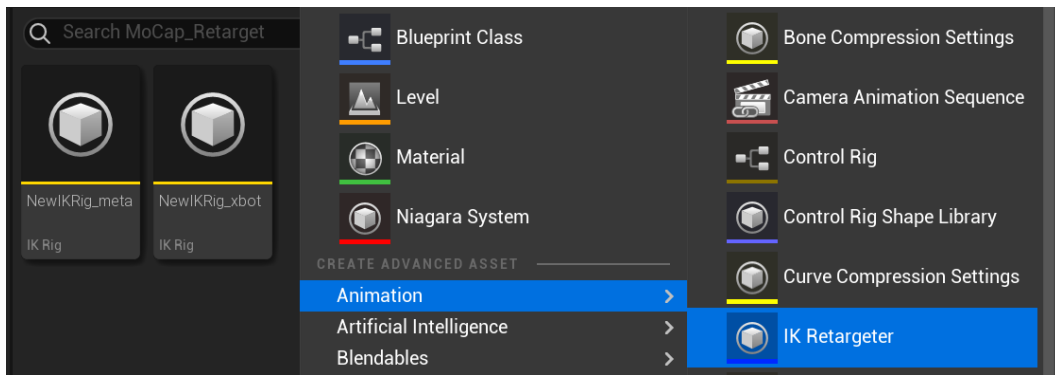 Search MoCap_Retarget
NewIKRig_meta
IK Rig
NewIKRig_xbot
IK Rig
Blueprint Class
Level
Material
Niagara System
CREATE ADVANCED ASSET
Animation
Artificial Intelligence
Blendables
Bone Compression Settings
Camera Animation Sequence
Control Rig
Control Rig Shape Library
Curve Compression Settings
IK Retargeter